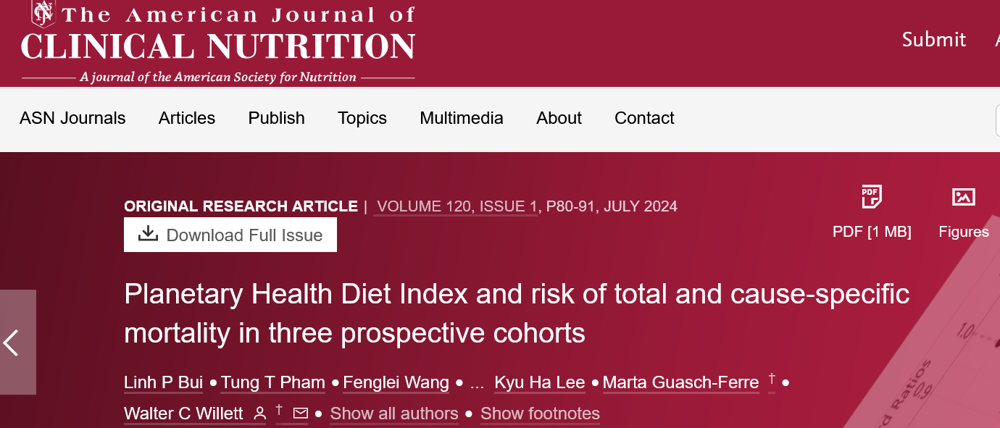 The American Journal of
CLINICAL NUTRITION
A journal of the American Society for Nutrition
Submit
ASN Journals Articles Publish Topics Multimedia About Contact
ORIGINAL RESEARCH ARTICLE | VOLUME 120, ISSUE 1, P80-91, JULY 2024
Download Full Issue
PDF
PDF [1 MB] Figures
Planetary Health Diet Index and risk of total and cause-specific
mortality in three prospective cohorts
Linh P Bui • Tung T Pham • Fenglei Wang • ... Kyu Ha Lee • Marta Guasch-Ferre † •
Walter C Willett † • Show all authors • Show footnotes
1.0
0.9
Ratios